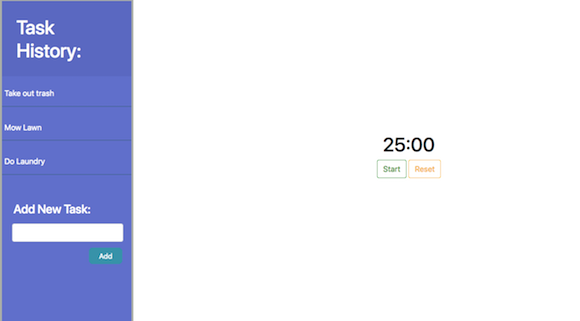 Task
History:
Take out trash
Mow Lawn
Do Laundry
Add New Task:
Add
25:00
Start Reset